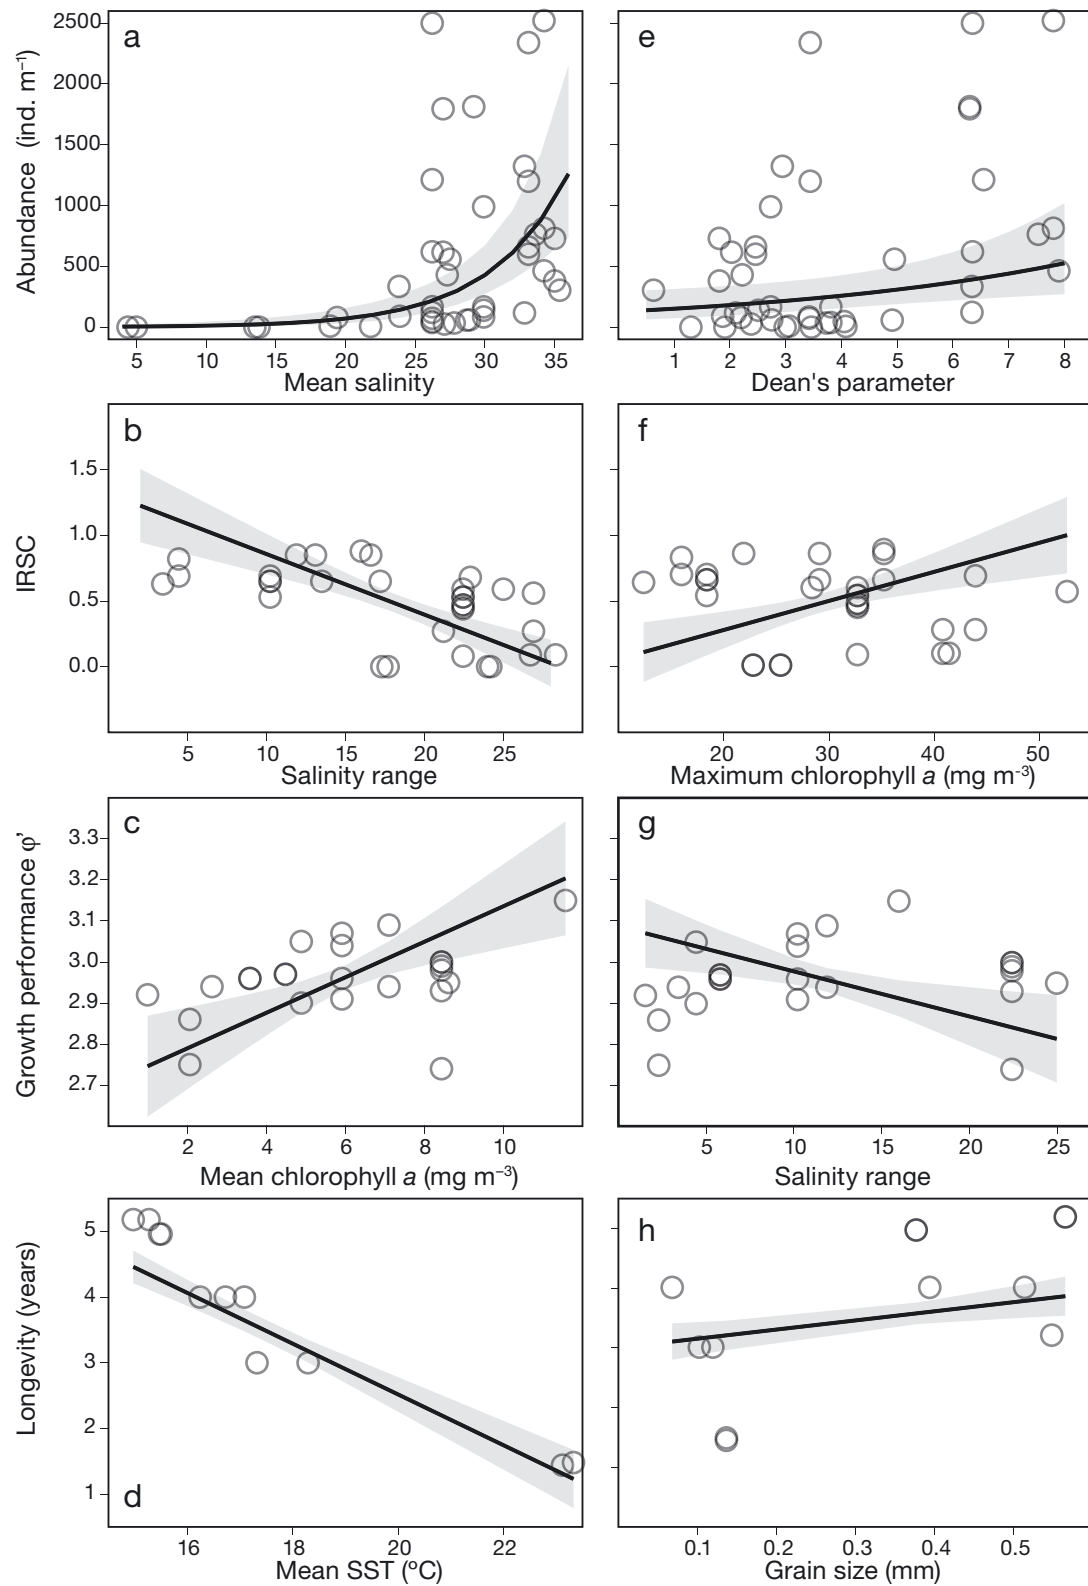 a
Abundance (ind. m⁻¹)
2500
2000
1500
1000
500
0
5 10 15 20 25 30 35
Mean salinity
e
1 2 3 4 5 6 7 8
Dean's parameter
b
IRSC
1.5
1.0
0.5
0.0
5 10 15 20 25
Salinity range
f
20 30 40 50
Maximum chlorophyll a (mg m⁻³)
c
Growth performance φ’
3.3
3.2
3.1
3.0
2.9
2.8
2.7
2 4 6 8 10
Mean chlorophyll a (mg m⁻³)
g
5 10 15 20 25
Salinity range
d
Longevity (years)
5
4
3
2
1
16 18 20 22
Mean SST (ºC)
h
0.1 0.2 0.3 0.4 0.5
Grain size (mm)